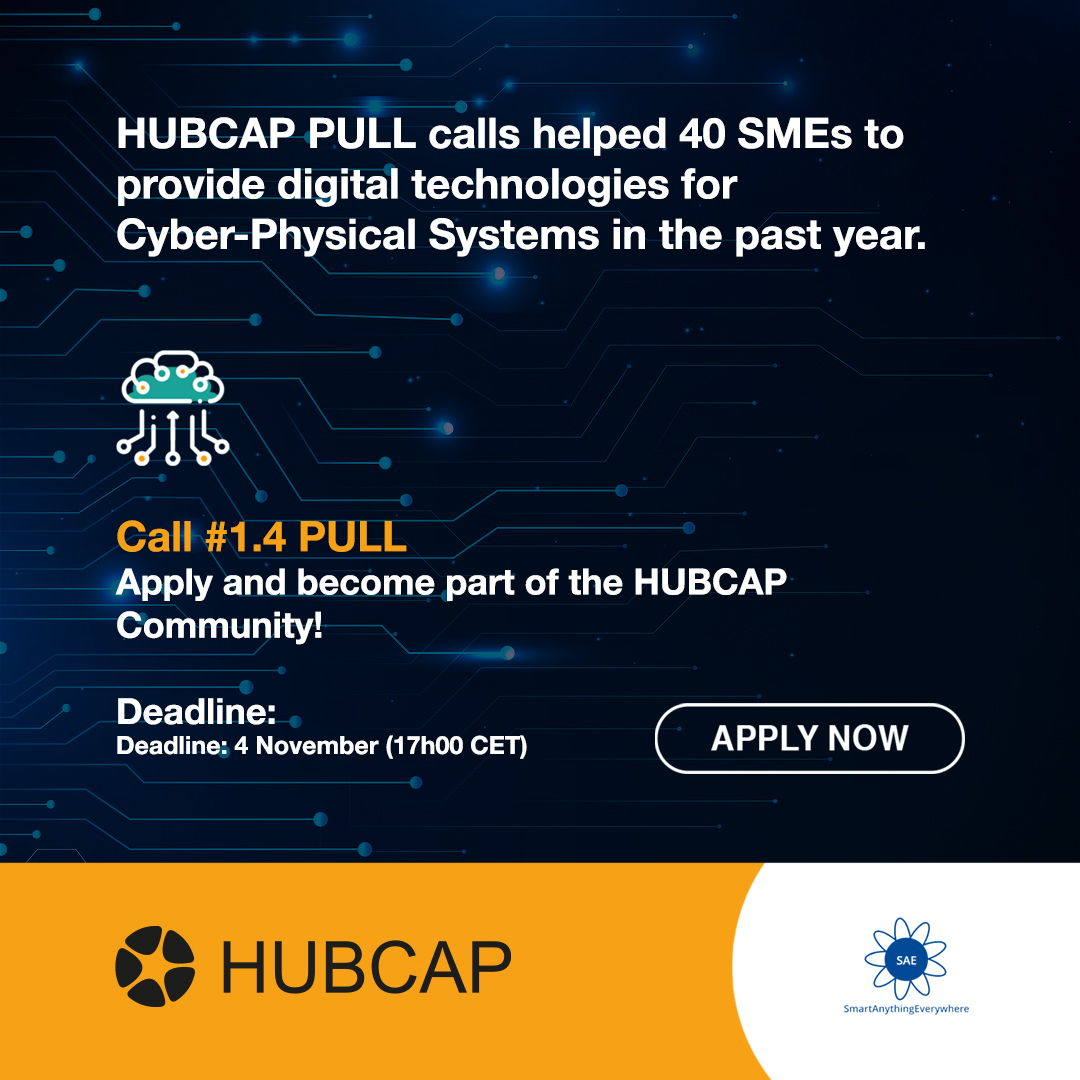 HUBCAP PULL calls helped 40 SMEs to
provide digital technologies for
Cyber-Physical Systems in the past year.
Call #1.4 PULL
Apply and become part of the HUBCAP
Community!
Deadline:
Deadline: 4 November (17h00 CET)
APPLY NOW
HUBCAP
SAE
SmartAnythingEverywhere